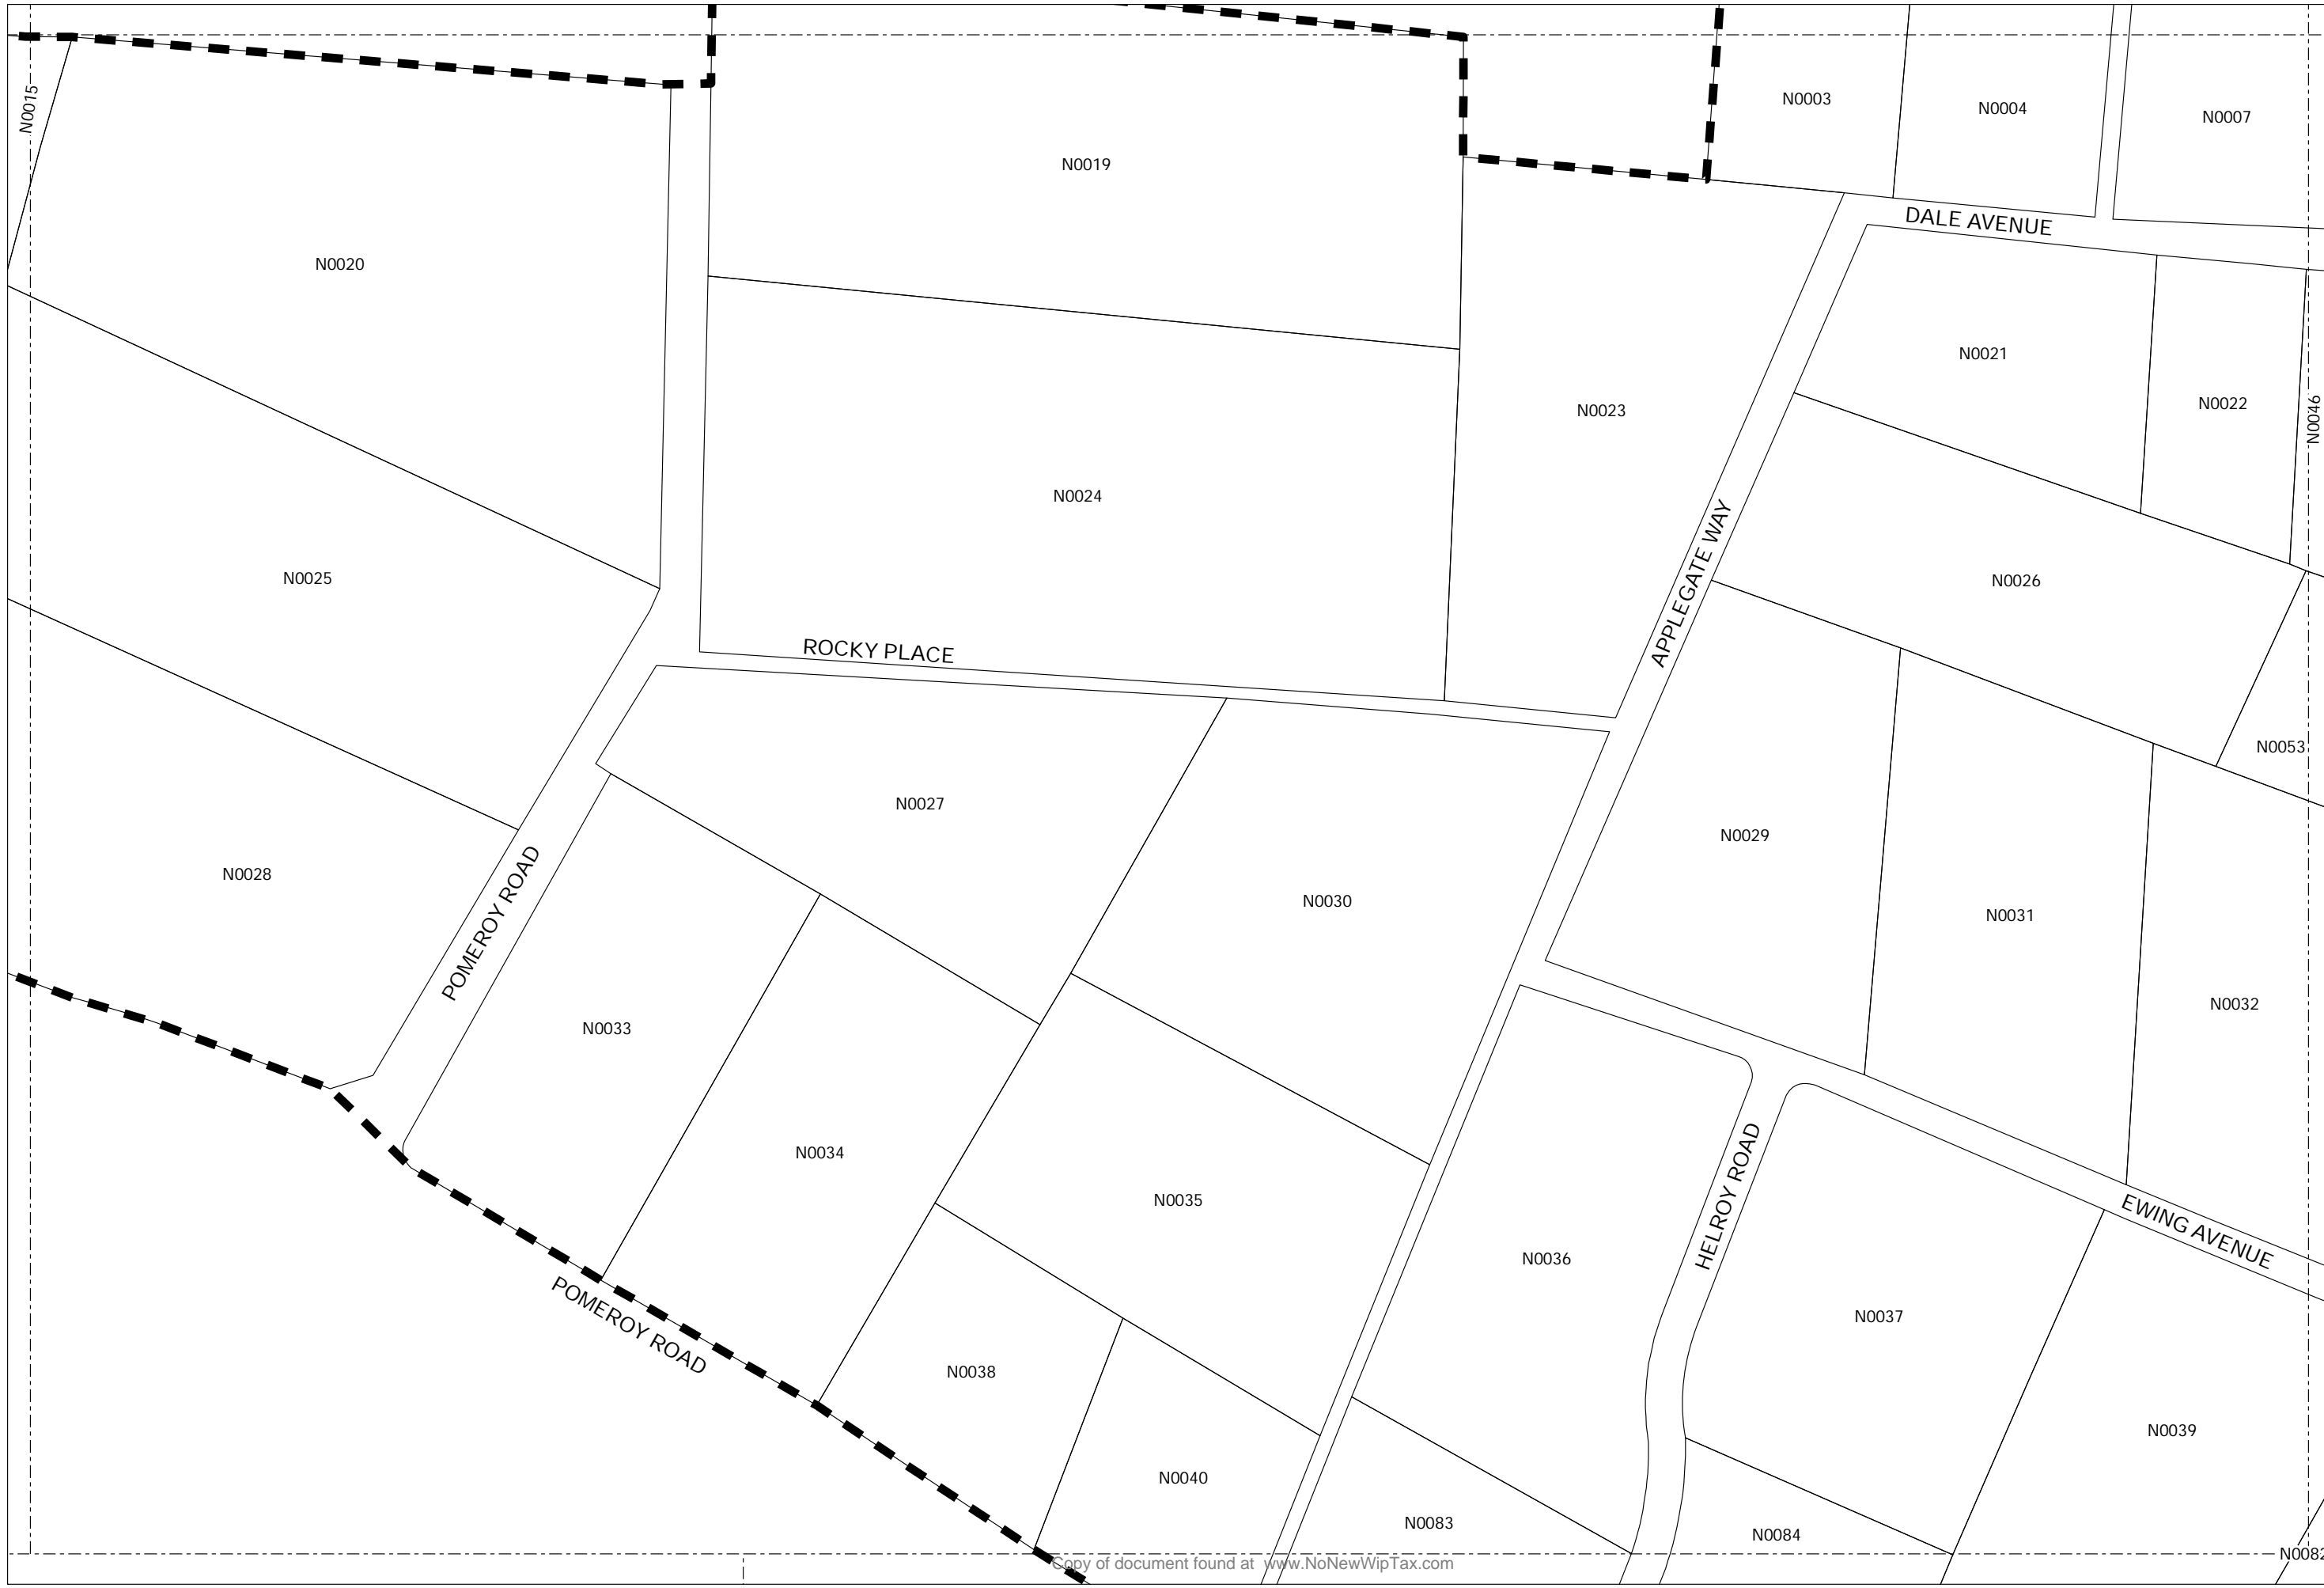 N0015
N0003
N0004
N0007
N0019
DALE AVENUE
N0020
N0021
N0022
N0046
N0023
N0024
N0025
APPLEGATE WAY
N0026
ROCKY PLACE
N0053
N0027
N0029
N0028
POMEROY ROAD
N0030
N0031
N0032
N0033
N0034
N0035
HELROY ROAD
EWING AVENUE
N0036
POMEROY ROAD
N0037
N0038
N0039
N0040
N0083
N0084
N0082
Copy of document found at www.NoNewWipTax.com